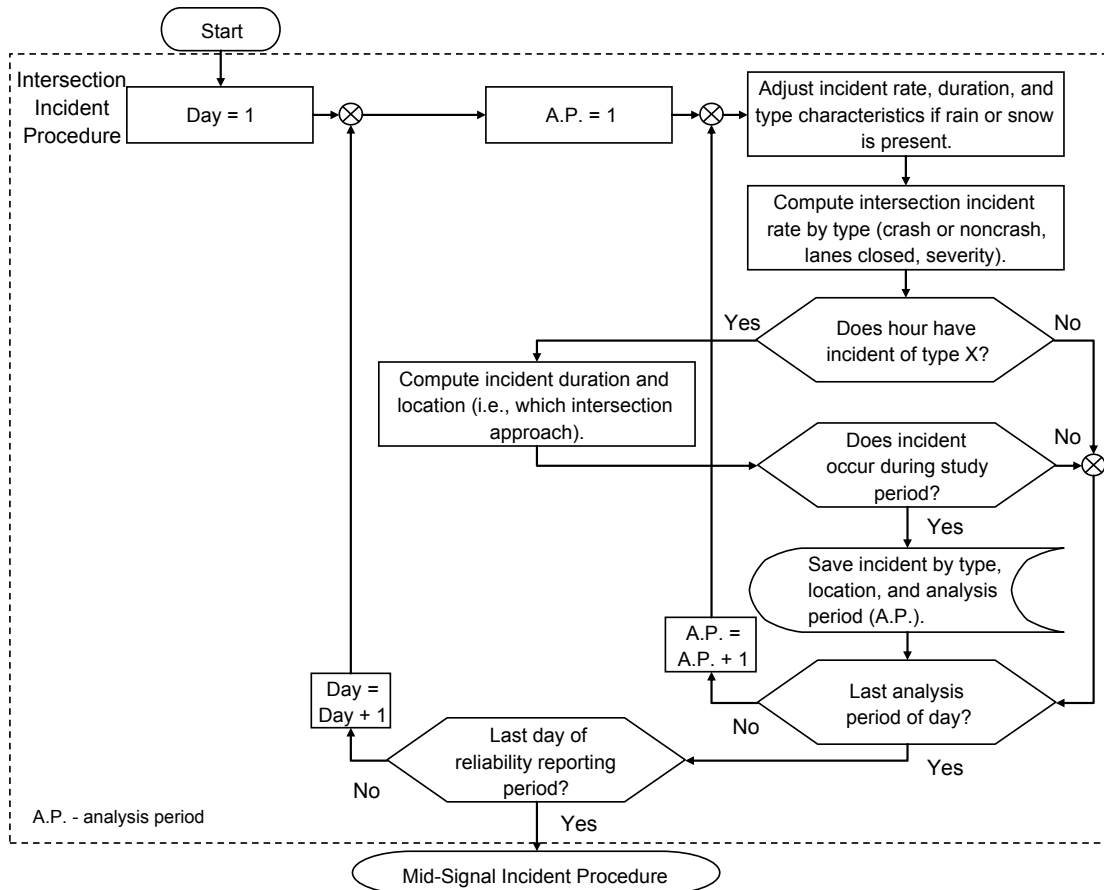 Start
Intersection
Incident
Procedure
Day = 1
A.P. = 1
Adjust incident rate, duration, and
type characteristics if rain or snow
is present.
Compute intersection incident
rate by type (crash or noncrash,
lanes closed, severity).
Yes
Does hour have
incident of type X?
No
Compute incident duration and
location (i.e., which intersection
approach).
Does incident
occur during study
period?
No
Yes
Save incident by type,
location, and analysis
period (A.P.).
A.P. =
A.P. + 1
Last analysis
period of day?
No
Yes
Day =
Day + 1
Last day of
reliability reporting
period?
No
Yes
A.P. - analysis period
Mid-Signal Incident Procedure